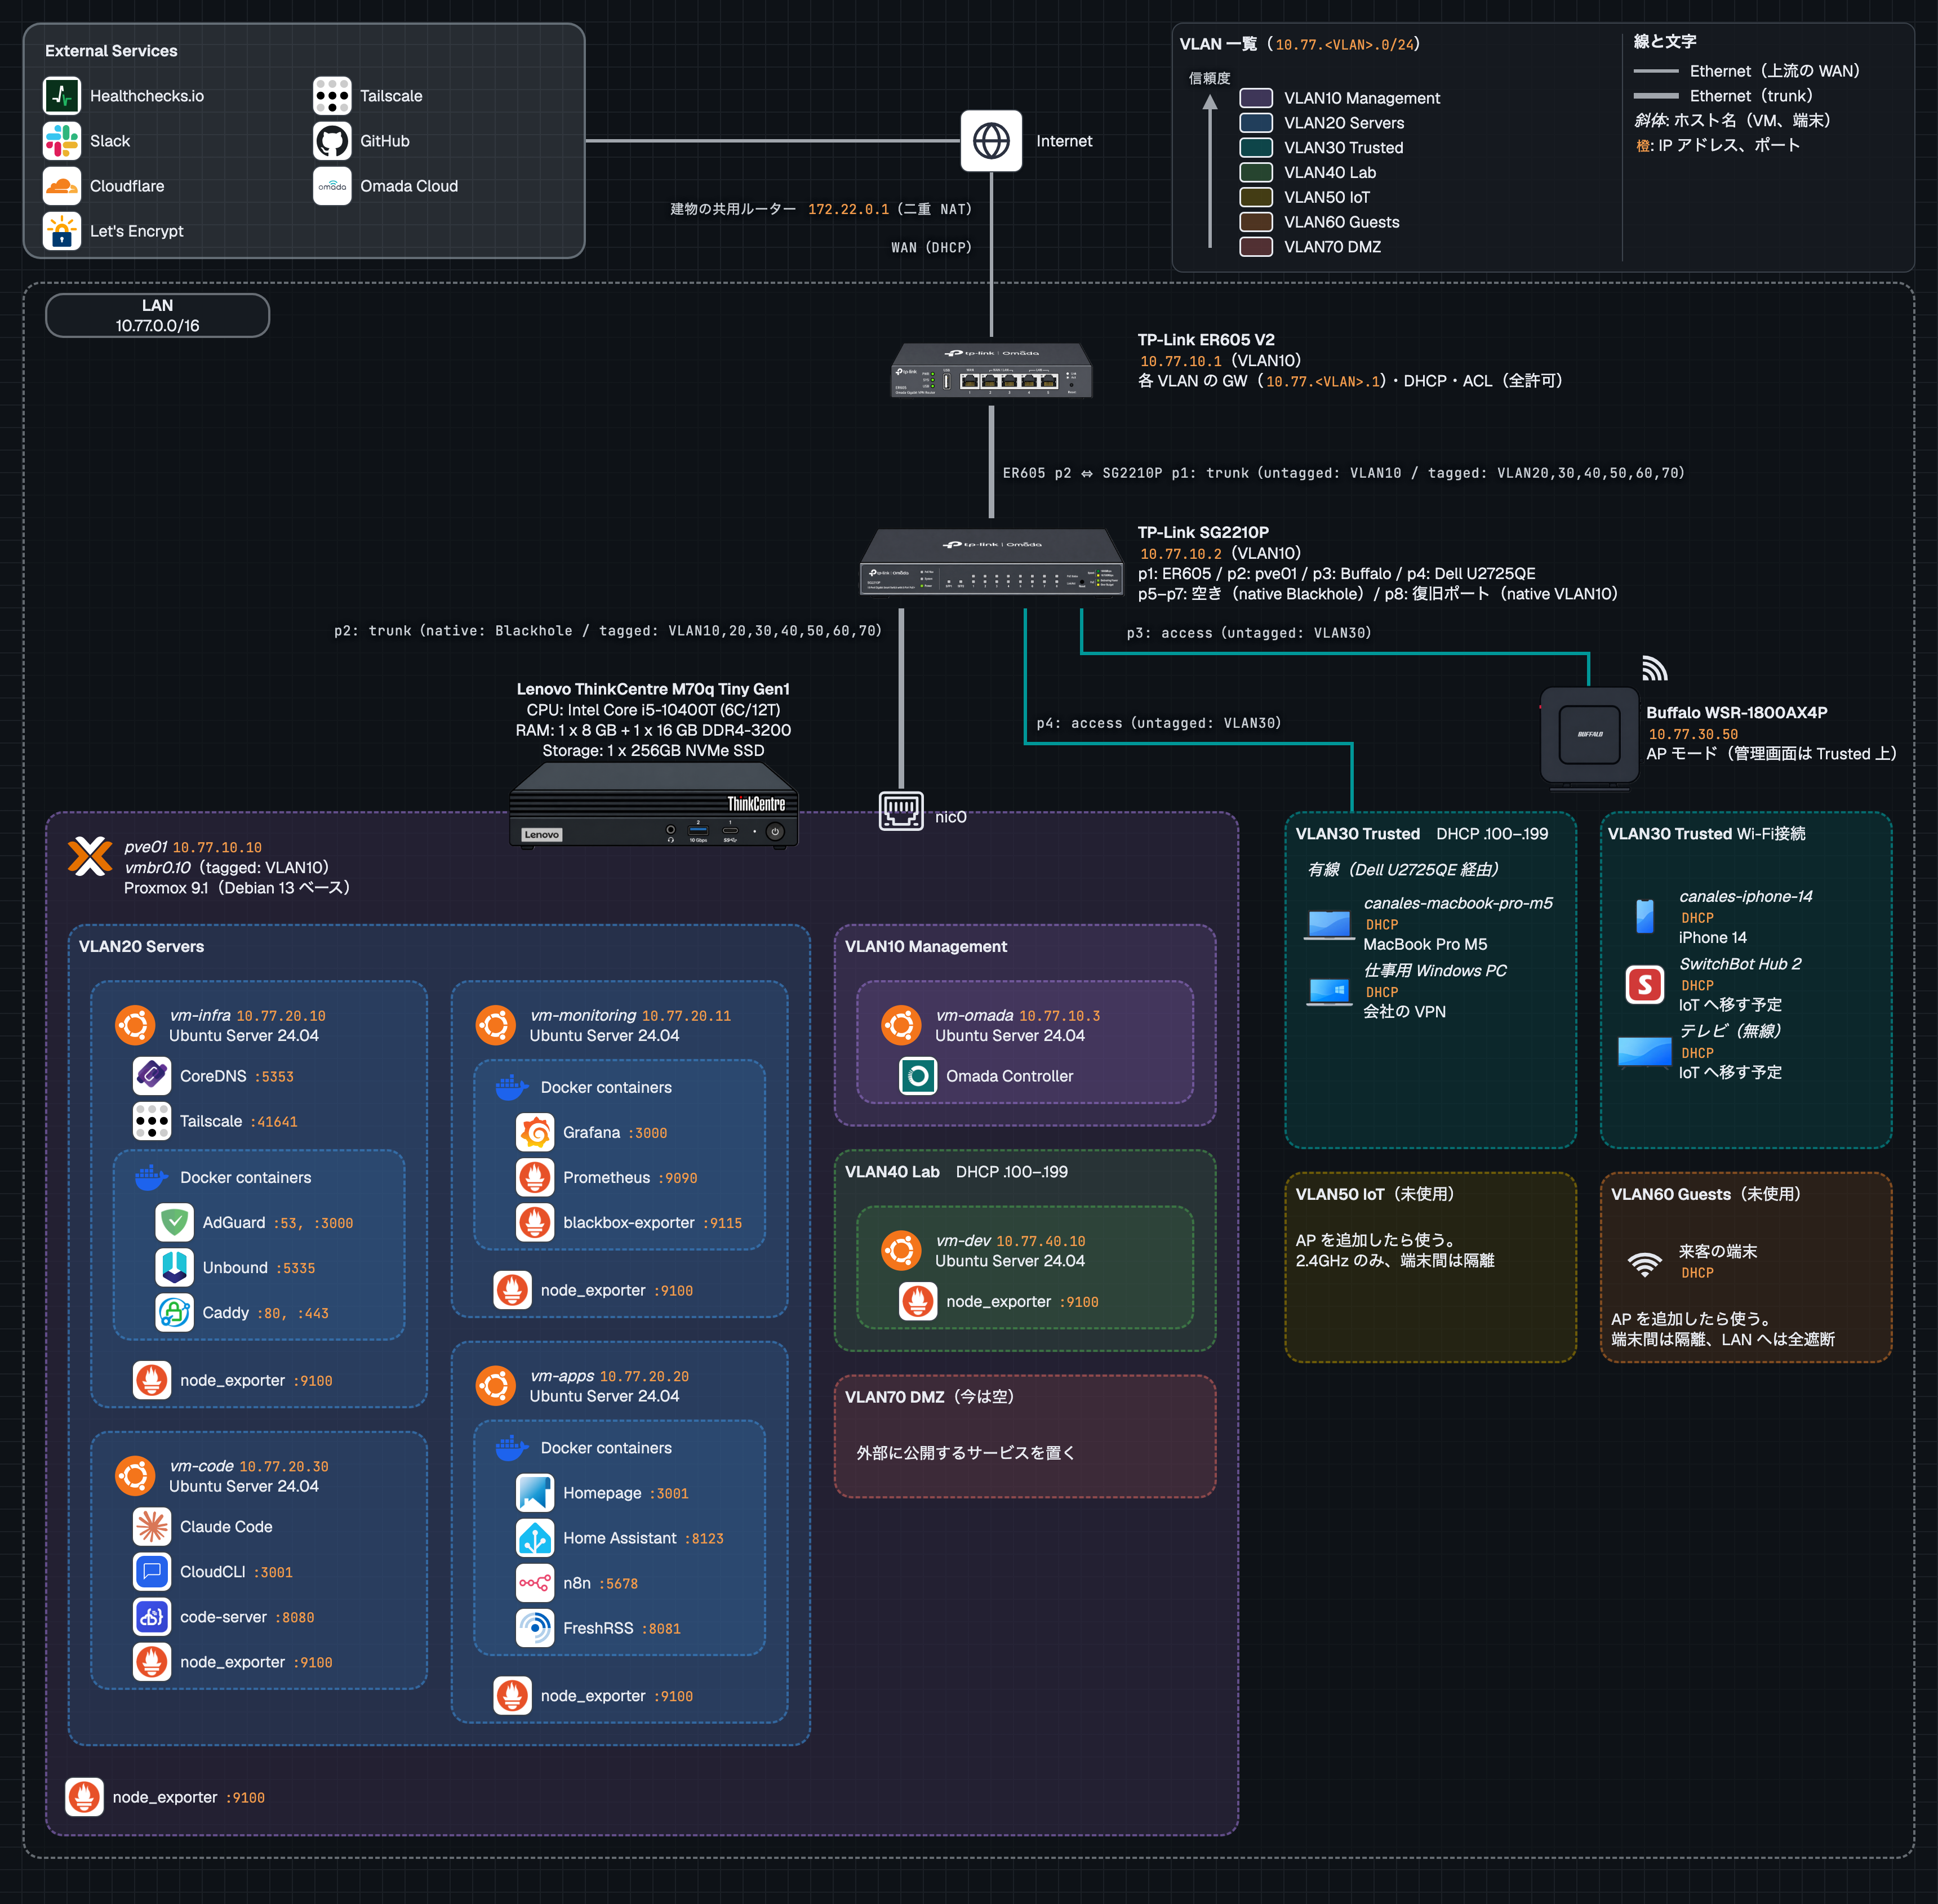 External Services
Healthchecks.io
Tailscale
Slack
GitHub
Cloudflare
omada
Omada Cloud
Let's Encrypt
Internet
建物の共用ルーター 172.22.0.1（二重 NAT）
WAN（DHCP）
VLAN 一覧（10.77.<VLAN>.0/24）
信頼度
VLAN10 Management
VLAN20 Servers
VLAN30 Trusted
VLAN40 Lab
VLAN50 IoT
VLAN60 Guests
VLAN70 DMZ
線と文字
Ethernet（上流の WAN）
Ethernet（trunk）
斜体: ホスト名（VM、端末）
橙: IP アドレス、ポート
LAN
10.77.0.0/16
tp-link | Omada
TP-Link ER605 V2
10.77.10.1（VLAN10）
各 VLAN の GW（10.77.<VLAN>.1）・DHCP・ACL（全許可）
ER605 p2 ⇔ SG2210P p1: trunk（untagged: VLAN10 / tagged: VLAN20,30,40,50,60,70）
tp-link | Omada
TP-Link SG2210P
10.77.10.2（VLAN10）
p1: ER605 / p2: pve01 / p3: Buffalo / p4: Dell U2725QE
p5–p7: 空き（native Blackhole）/ p8: 復旧ポート（native VLAN10）
p2: trunk（native: Blackhole / tagged: VLAN10,20,30,40,50,60,70）
p3: access（untagged: VLAN30）
p4: access（untagged: VLAN30）
Lenovo ThinkCentre M70q Tiny Gen1
CPU: Intel Core i5-10400T (6C/12T)
RAM: 1 x 8 GB + 1 x 16 GB DDR4-3200
Storage: 1 x 256GB NVMe SSD
ThinkCentre
Lenovo
nic0
BUFFALO
Buffalo WSR-1800AX4P
10.77.30.50
AP モード（管理画面は Trusted 上）
pve01 10.77.10.10
vmbr0.10（tagged: VLAN10）
Proxmox 9.1（Debian 13 ベース）
VLAN20 Servers
vm-infra 10.77.20.10
Ubuntu Server 24.04
CoreDNS :5353
Tailscale :41641
Docker containers
AdGuard :53, :3000
Unbound :5335
Caddy :80, :443
node_exporter :9100
vm-code 10.77.20.30
Ubuntu Server 24.04
Claude Code
CloudCLI :3001
code-server :8080
node_exporter :9100
vm-monitoring 10.77.20.11
Ubuntu Server 24.04
Docker containers
Grafana :3000
Prometheus :9090
blackbox-exporter :9115
node_exporter :9100
vm-apps 10.77.20.20
Ubuntu Server 24.04
Docker containers
Homepage :3001
Home Assistant :8123
n8n :5678
FreshRSS :8081
node_exporter :9100
node_exporter :9100
VLAN10 Management
vm-omada 10.77.10.3
Ubuntu Server 24.04
Omada Controller
VLAN40 Lab DHCP .100–.199
vm-dev 10.77.40.10
Ubuntu Server 24.04
node_exporter :9100
VLAN70 DMZ（今は空）
外部に公開するサービスを置く
VLAN30 Trusted DHCP .100–.199
有線（Dell U2725QE 経由）
canales-macbook-pro-m5
DHCP
MacBook Pro M5
仕事用 Windows PC
DHCP
会社の VPN
VLAN30 Trusted Wi-Fi接続
canales-iphone-14
DHCP
iPhone 14
SwitchBot Hub 2
DHCP
IoT へ移す予定
テレビ（無線）
DHCP
IoT へ移す予定
VLAN50 IoT（未使用）
AP を追加したら使う。
2.4GHz のみ、端末間は隔離
VLAN60 Guests（未使用）
来客の端末
DHCP
AP を追加したら使う。
端末間は隔離、LAN へは全遮断